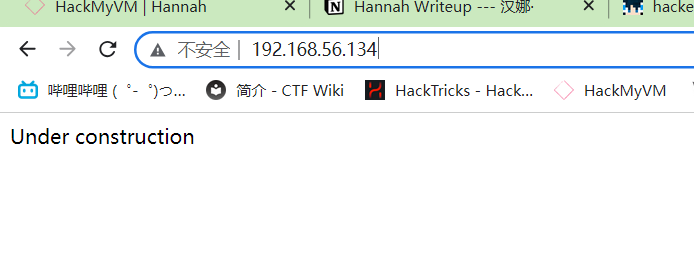 HackMyVM | Hannah
Hannah Writeup --- 汉娜·
hacke
不安全 | 192.168.56.134
哔哩哔哩 ( ゜- ゜)つ...
简介 - CTF Wiki
HackTricks - Hack...
HackMyVM
Under construction